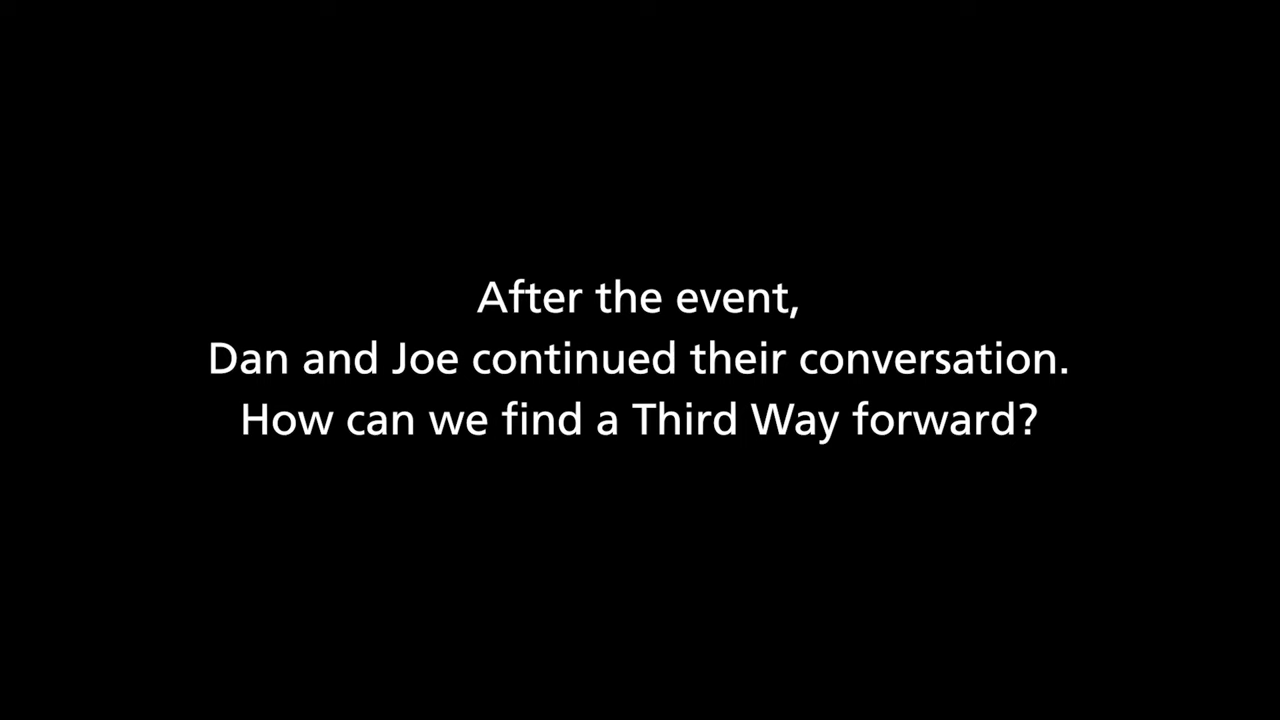 After the event,
Dan and Joe continued their conversation.
How can we find a Third Way forward?